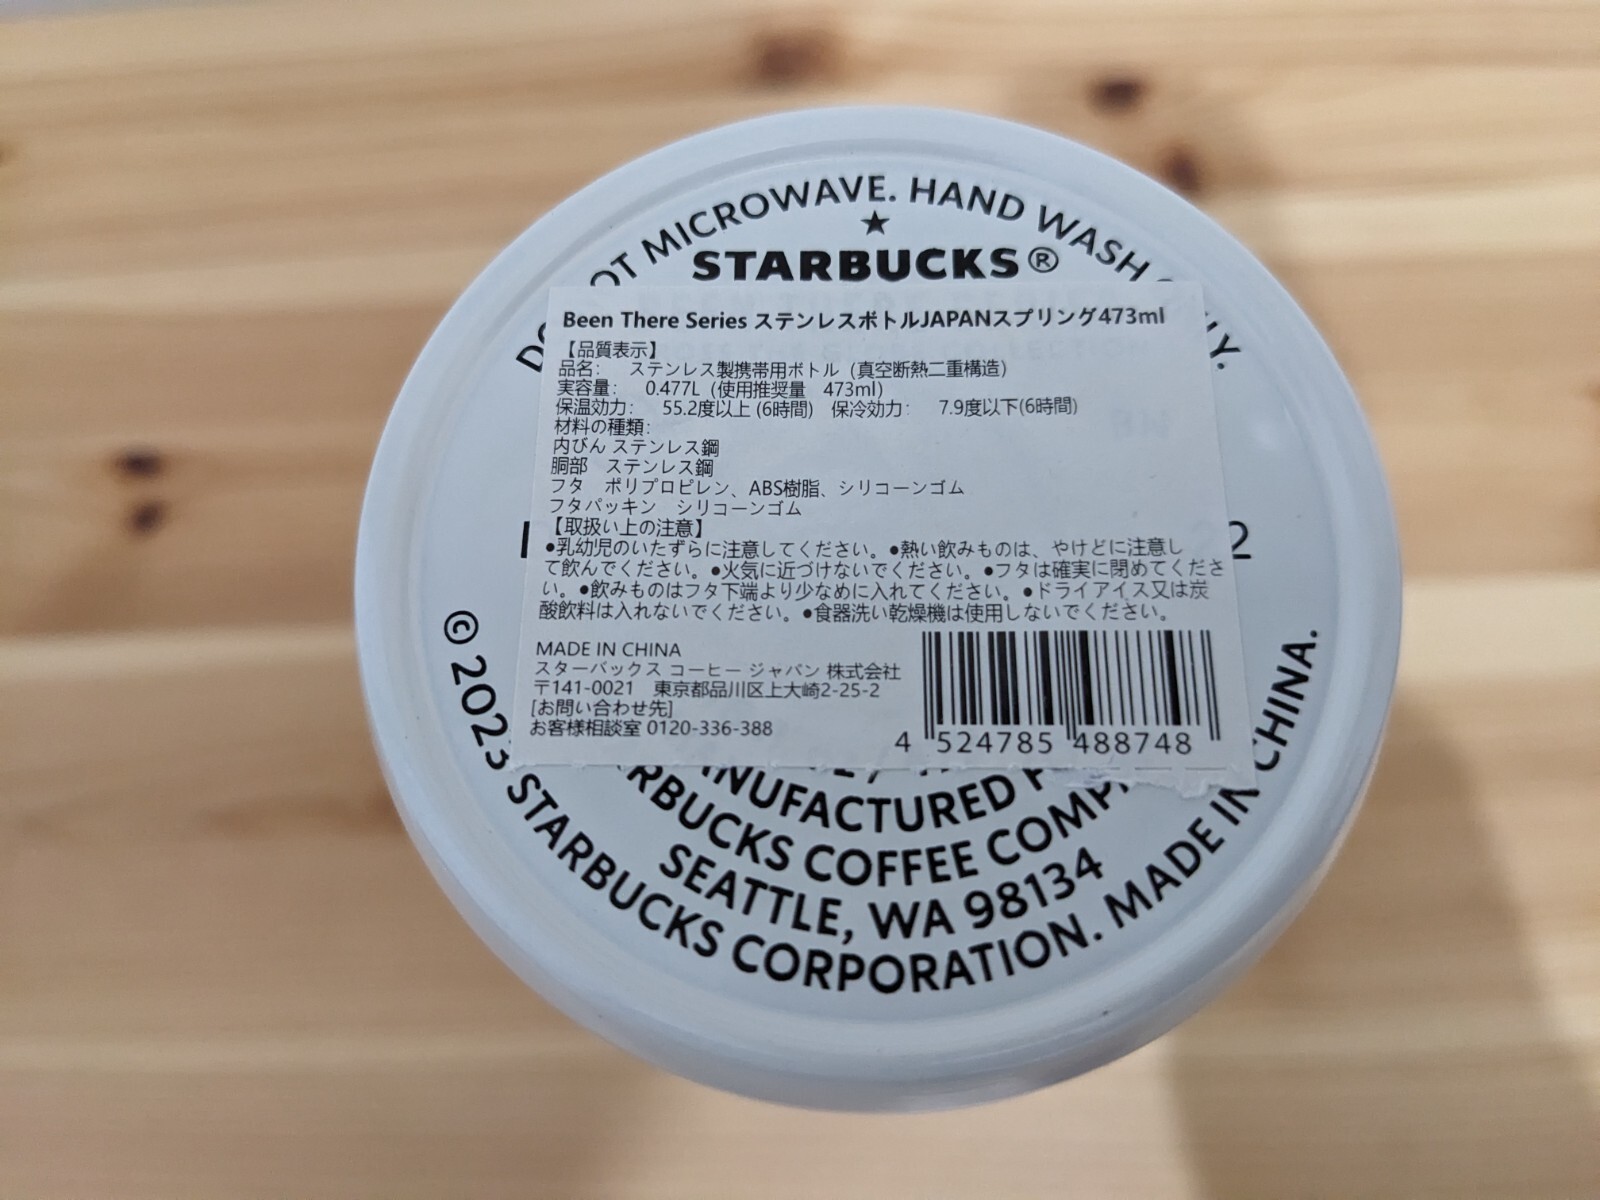 MICROWAVE. HAND WASH
STARBUCKS®
Been There Series ステンレスボトルJAPANスプリング473ml
【品質表示】
品名: ステンレス製携帯用ボトル (真空断熱二重構造)
実容量: 0.477L (使用推奨量 473ml)
保温効力: 55.2度以上 (6時間) 保冷効力: 7.9度以下(6時間)
材料の種類:
内びん ステンレス鋼
胴部 ステンレス鋼
フタ ポリプロピレン、ABS樹脂、シリコーンゴム
フタパッキン シリコーンゴム
【取扱い上の注意】
●乳幼児のいたずらに注意してください。●熱い飲みものは、やけどに注意し
て飲んでください。●火気に近づけないでください。●フタは確実に閉めてくださ
い。●飲みものはフタ下端より少なめに入れてください。●ドライアイス又は炭
酸飲料は入れないでください。●食器洗い乾燥機は使用しないでください。
MADE IN CHINA
スターバックス コーヒー ジャパン 株式会社
〒141-0021 東京都品川区上大崎2-25-2
[お問い合わせ先]
お客様相談室 0120-336-388
4 524785 488748
COFFEE
SEATTLE, WA 98134
© 2023 STARBUCKS CORPORATION. MADE IN CHINA.